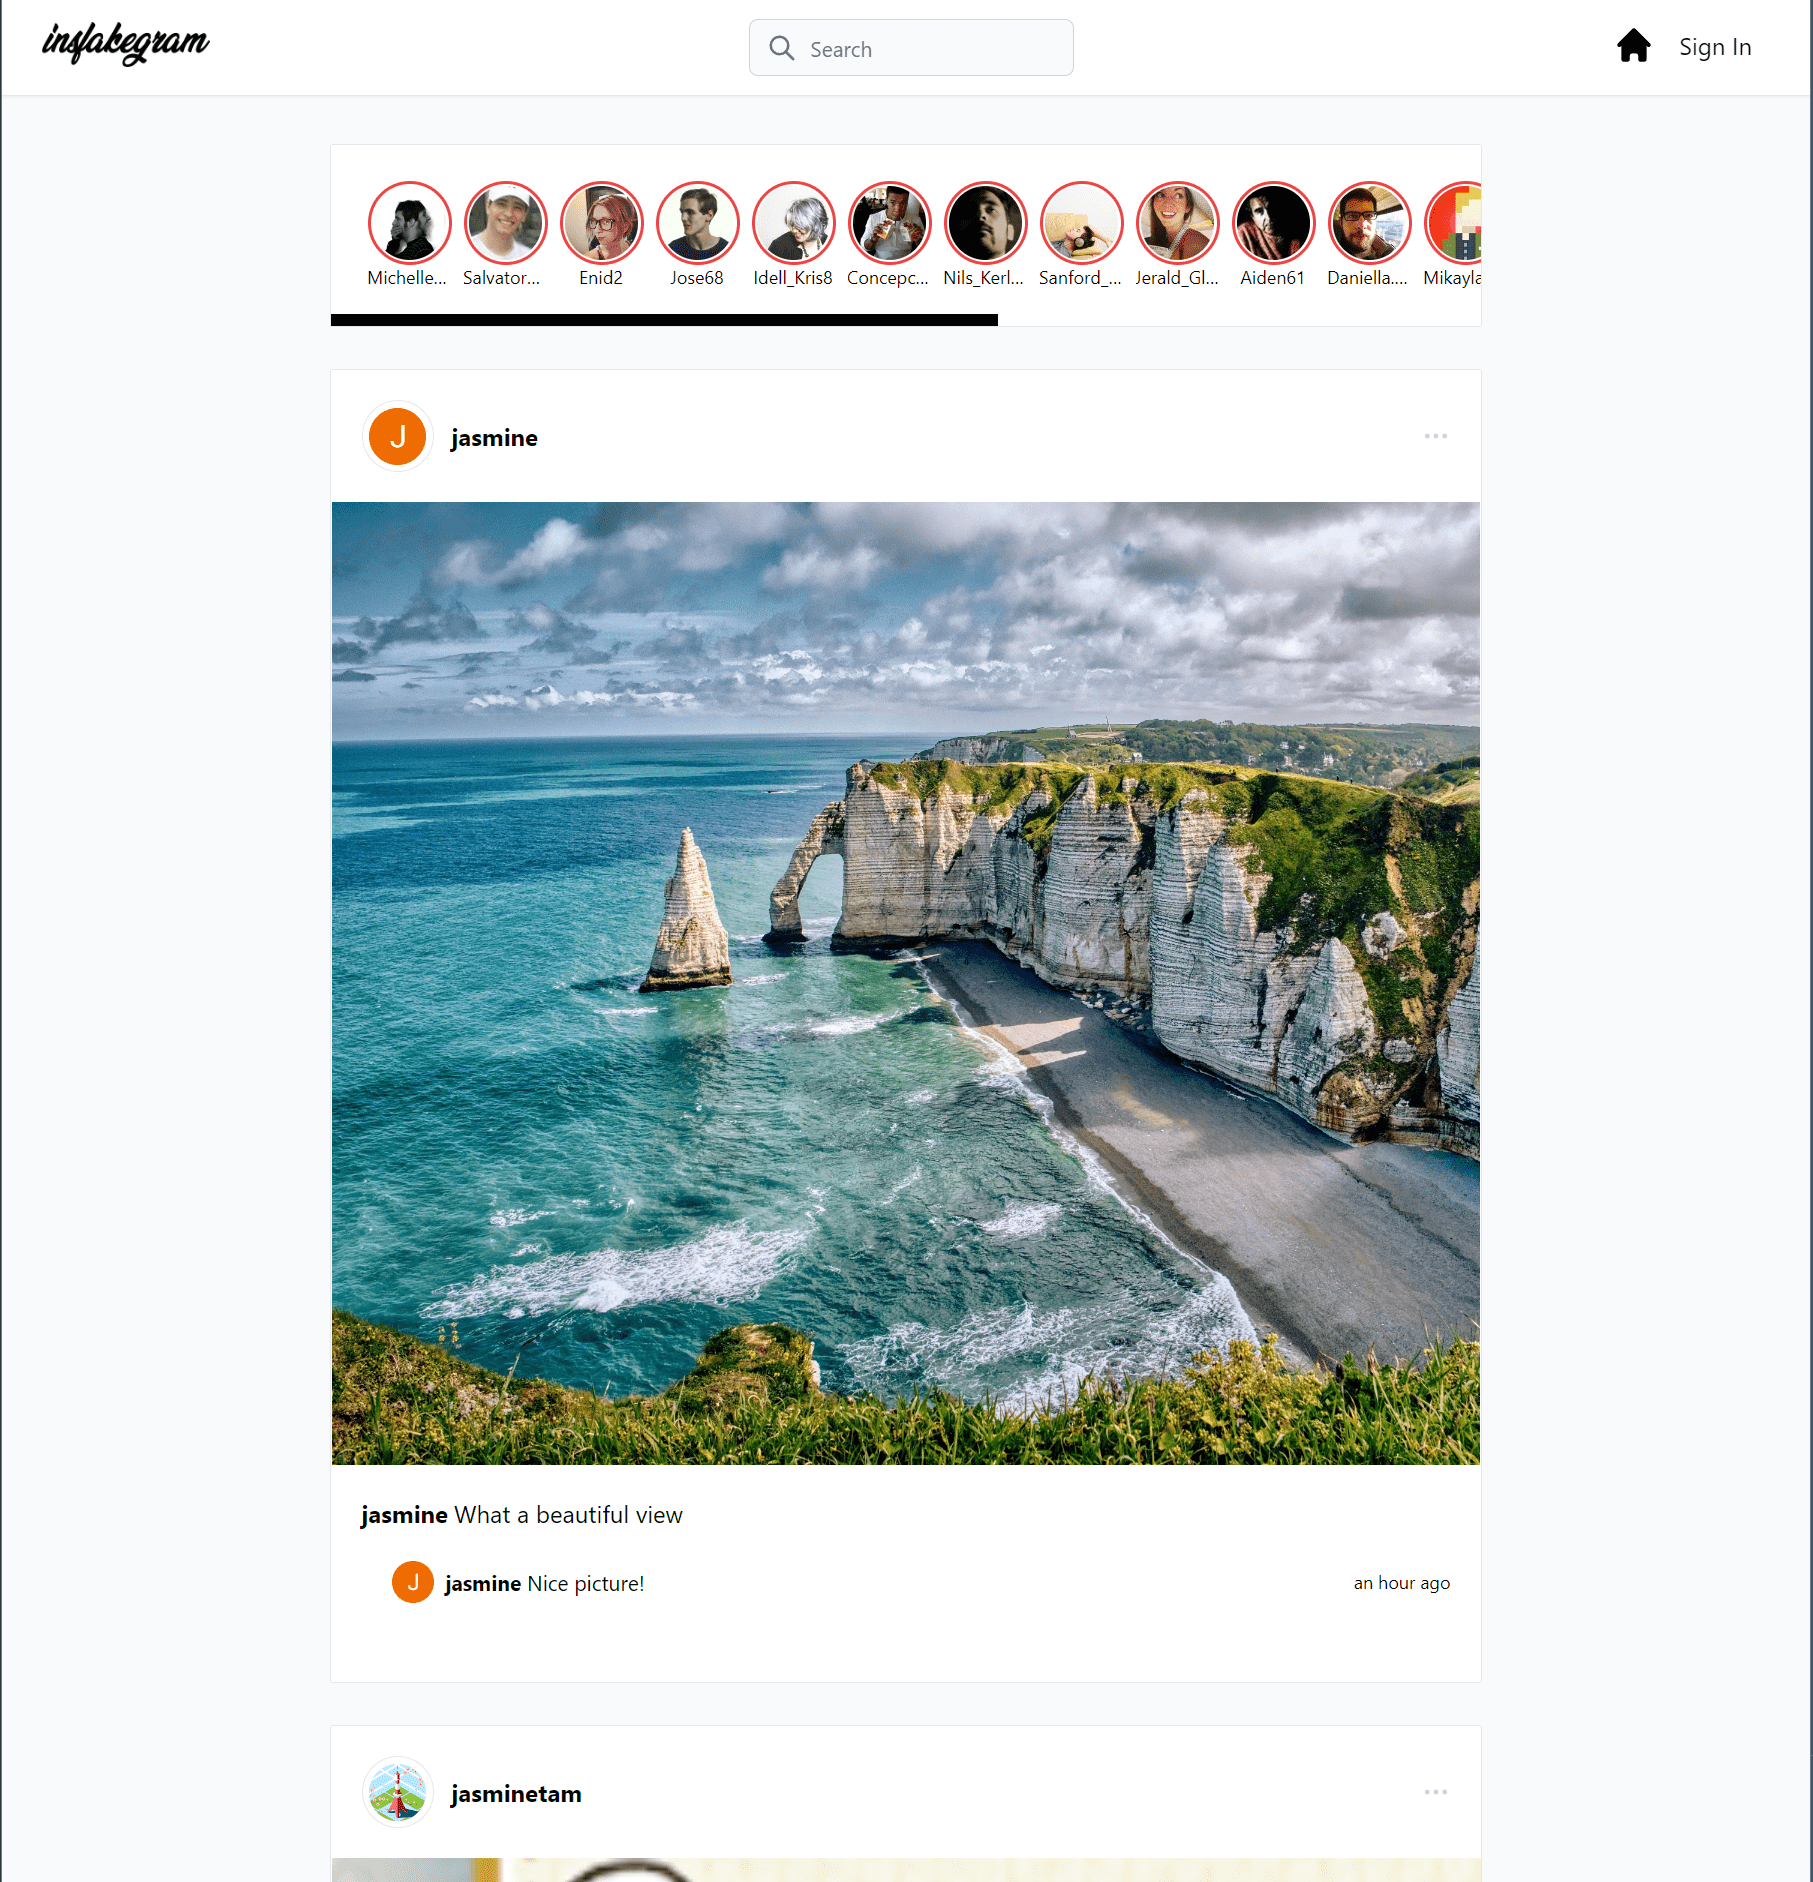 insfakegram
Search
Sign In
Michelle...
Salvator...
Enid2
Jose68
Idell_Kris8
Concepc...
Nils_Kerl...
Sanford_...
Jerald_Gl...
Aiden61
Daniella....
Mikayla
J
jasmine
jasmine What a beautiful view
J
jasmine Nice picture!
an hour ago
jasminetam